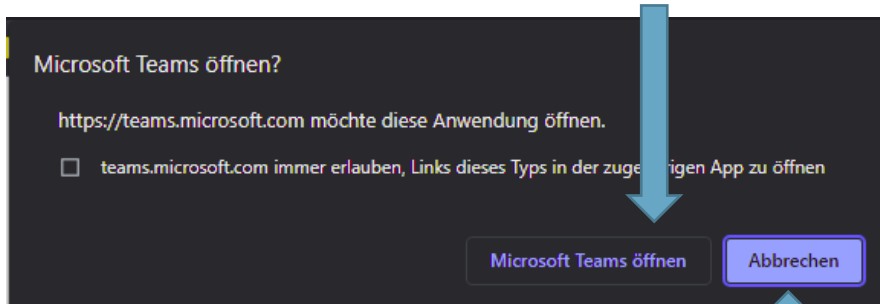 Microsoft Teams öffnen?
https://teams.microsoft.com möchte diese Anwendung öffnen.
teams.microsoft.com immer erlauben, Links dieses Typs in der App zu öffnen
Microsoft Teams öffnen
Abbrechen